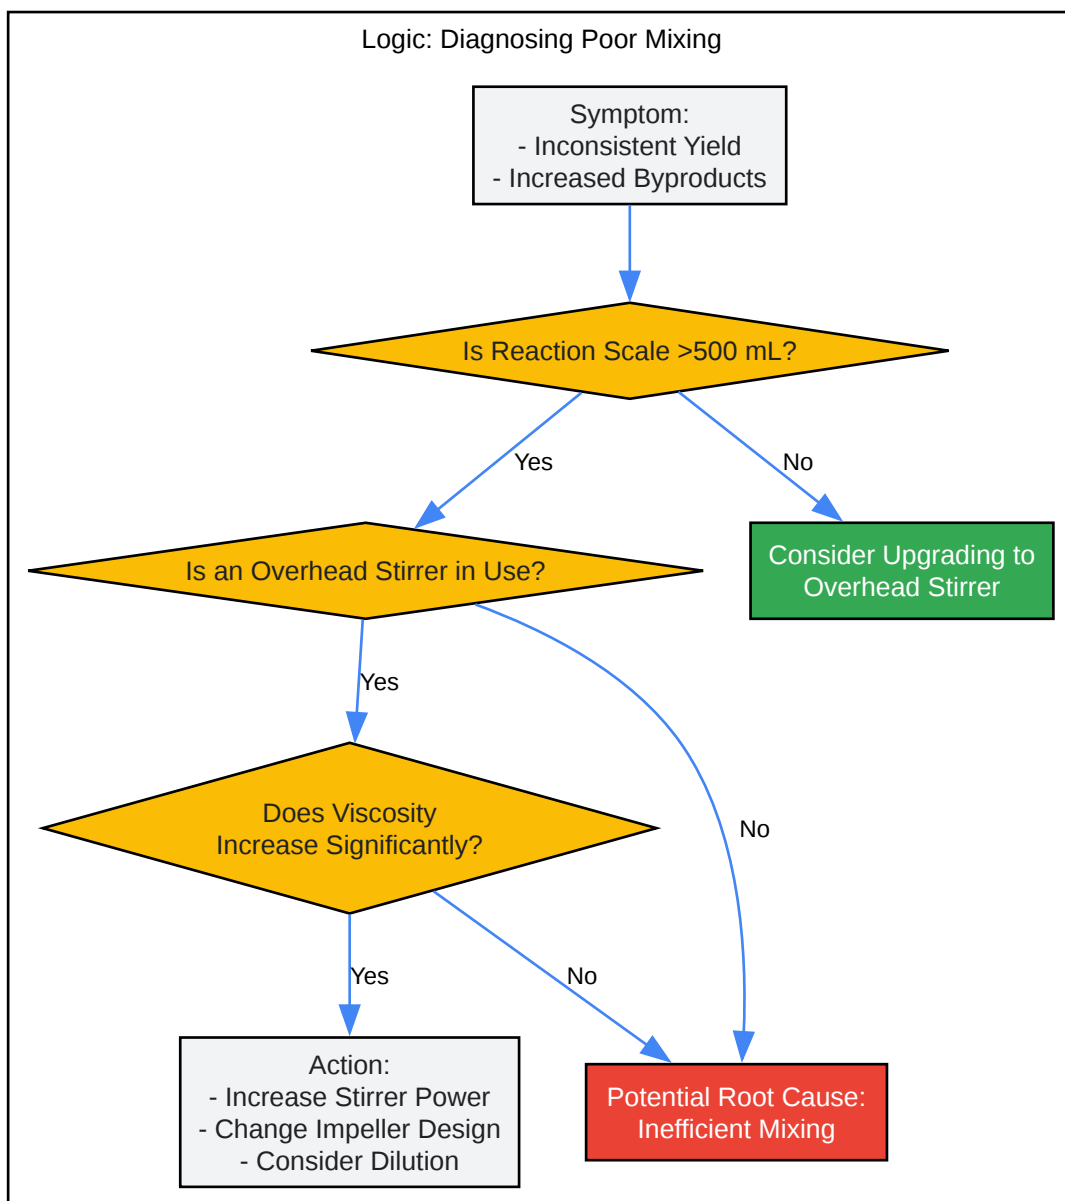 Logic: Diagnosing Poor Mixing
Symptom:
- Inconsistent Yield
- Increased Byproducts
Is Reaction Scale >500 mL?
Yes
No
Is an Overhead Stirrer in Use?
Consider Upgrading to
Overhead Stirrer
Yes
No
Does Viscosity
Increase Significantly?
Yes
No
Action:
- Increase Stirrer Power
- Change Impeller Design
- Consider Dilution
Potential Root Cause:
Inefficient Mixing